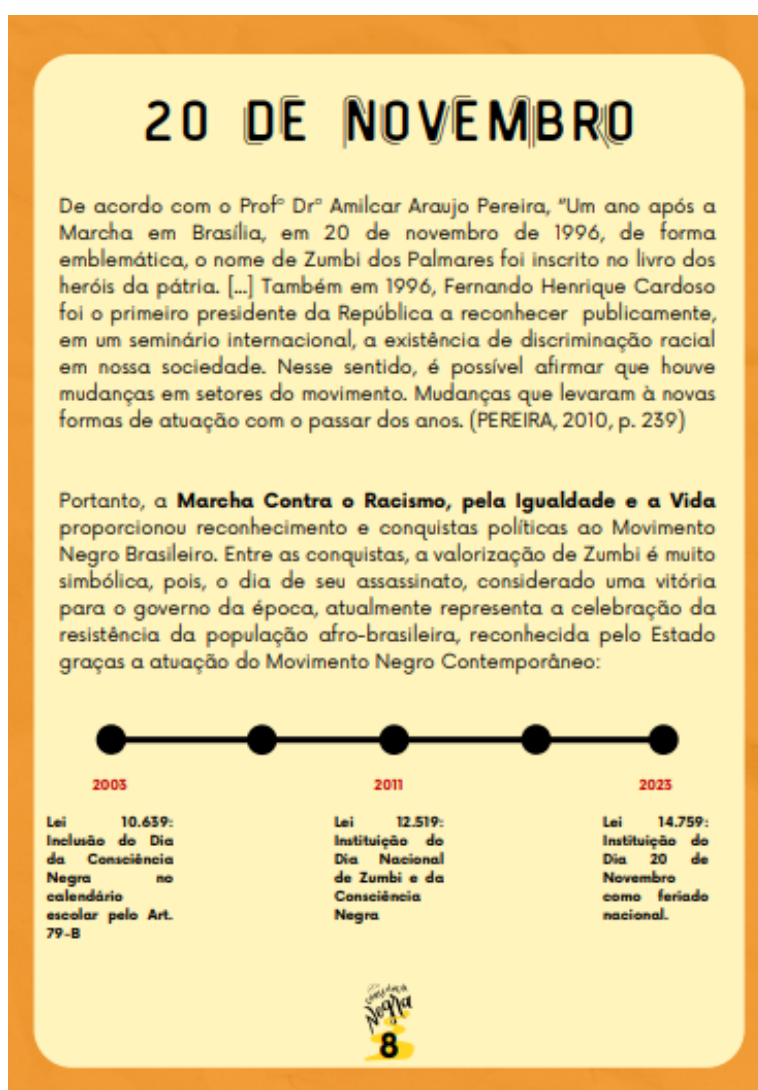 20 DE NOVEMBRO
De acordo com o Profº Drº Amilcar Araujo Pereira, “Um ano após a
Marcha em Brasília, em 20 de novembro de 1996, de forma
emblemática, o nome de Zumbi dos Palmares foi inscrito no livro dos
heróis da pátria. [...] Também em 1996, Fernando Henrique Cardoso
foi o primeiro presidente da República a reconhecer publicamente,
em um seminário internacional, a existência de discriminação racial
em nossa sociedade. Nesse sentido, é possível afirmar que houve
mudanças em setores do movimento. Mudanças que levaram à novas
formas de atuação com o passar dos anos. (PEREIRA, 2010, p. 239)
Portanto, a Marcha Contra o Racismo, pela Igualdade e a Vida
proporcionou reconhecimento e conquistas políticas ao Movimento
Negro Brasileiro. Entre as conquistas, a valorização de Zumbi é muito
simbólica, pois, o dia de seu assassinato, considerado uma vitória
para o governo da época, atualmente representa a celebração da
resistência da população afro-brasileira, reconhecida pelo Estado
graças a atuação do Movimento Negro Contemporâneo:
2003
Lei 10.639:
Inclusão do Dia
da Consciência
Negra no
calendário
escolar pelo Art.
79-B
2011
Lei 12.519:
Instituição do
Dia Nacional
de Zumbi e da
Consciência
Negra
2023
Lei 14.759:
Instituição do
Dia 20 de
Novembro
como feriado
nacional.
Consciência
Negra
8